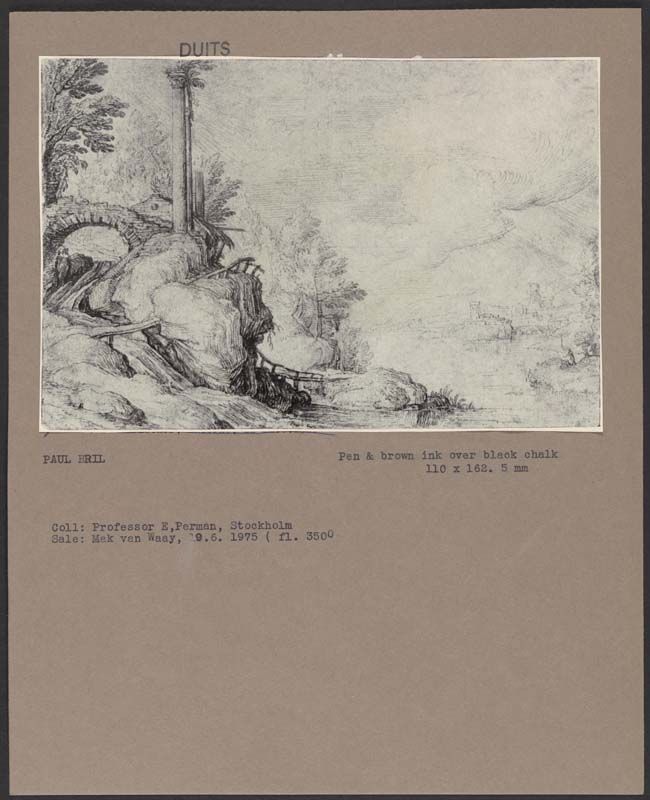 DUITS
PAUL BRIL
Pen & brown ink over black chalk
110 x 162. 5 mm
Coll: Professor E,Perman, Stockholm
Sale: Mak van Waay, 19.6. 1975 ( fl. 3500